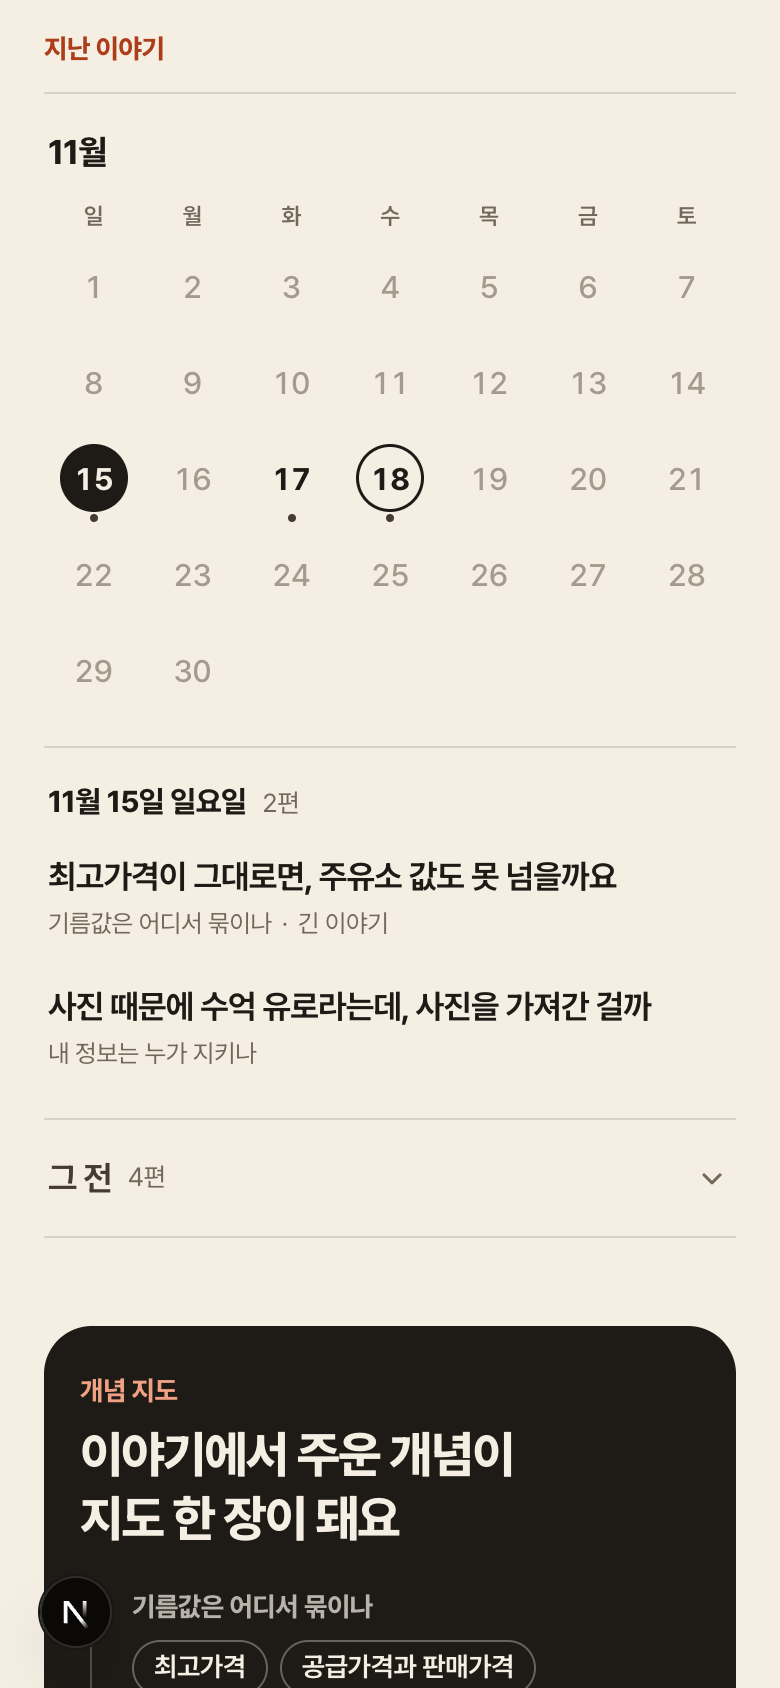 지난 이야기
11월
일 월 화 수 목 금 토
1 2 3 4 5 6 7
8 9 10 11 12 13 14
15 16 17 18 19 20 21
22 23 24 25 26 27 28
29 30
11월 15일 일요일 2편
최고가격이 그대로면, 주유소 값도 못 넘을까요
기름값은 어디서 묶이나 · 긴 이야기
사진 때문에 수억 유로라는데, 사진을 가져간 걸까
내 정보는 누가 지키나
그 전 4편
개념 지도
이야기에서 주운 개념이
지도 한 장이 돼요
N
기름값은 어디서 묶이나
최고가격 공급가격과 판매가격